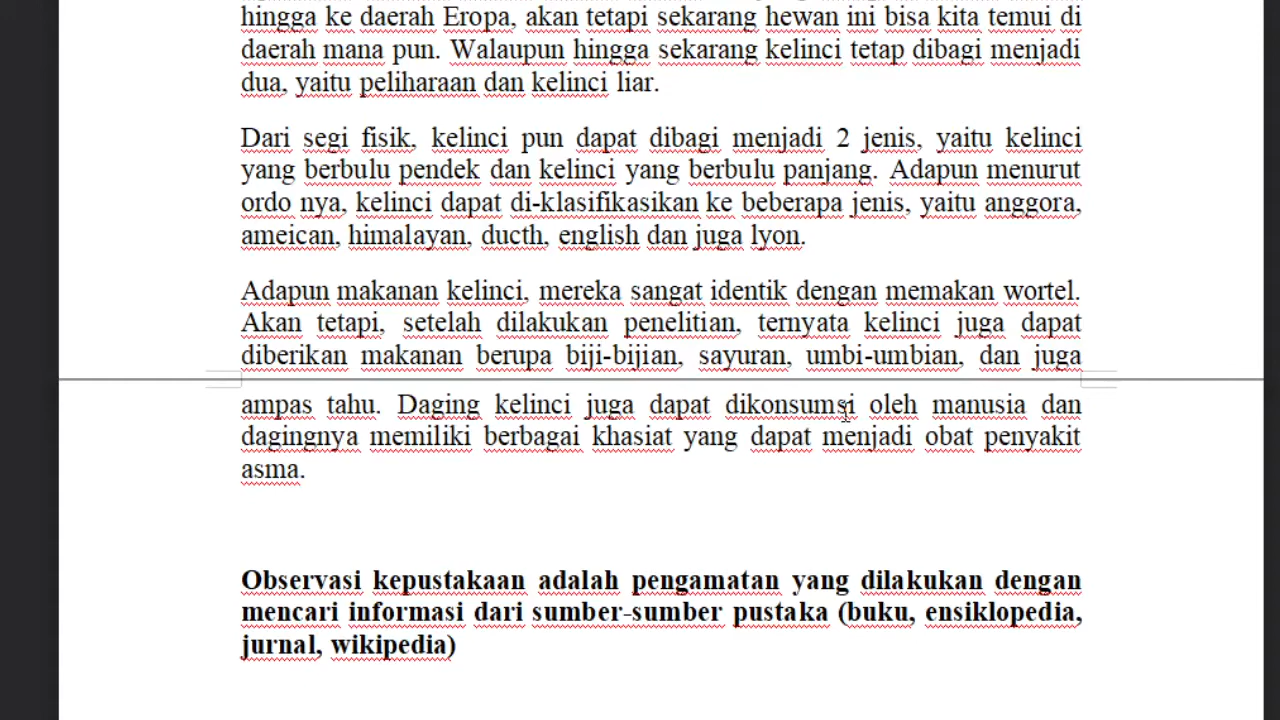 hingga ke daerah Eropa, akan tetapi sekarang hewan ini bisa kita temui di
daerah mana pun. Walaupun hingga sekarang kelinci tetap dibagi menjadi
dua, yaitu peliharaan dan kelinci liar.
Dari segi fisik, kelinci pun dapat dibagi menjadi 2 jenis, yaitu kelinci
yang berbulu pendek dan kelinci yang berbulu panjang. Adapun menurut
ordo nya, kelinci dapat di-klasifikasikan ke beberapa jenis, yaitu anggora,
ameican, himalayan, ducth, english dan juga lyon.
Adapun makanan kelinci, mereka sangat identik dengan memakan wortel.
Akan tetapi, setelah dilakukan penelitian, ternyata kelinci juga dapat
diberikan makanan berupa biji-bijian, sayuran, umbi-umbian, dan juga
ampas tahu. Daging kelinci juga dapat dikonsumsi oleh manusia dan
dagingnya memiliki berbagai khasiat yang dapat menjadi obat penyakit
asma.
Observasi kepustakaan adalah pengamatan yang dilakukan dengan
mencari informasi dari sumber-sumber pustaka (buku, ensiklopedia,
jurnal, wikipedia)